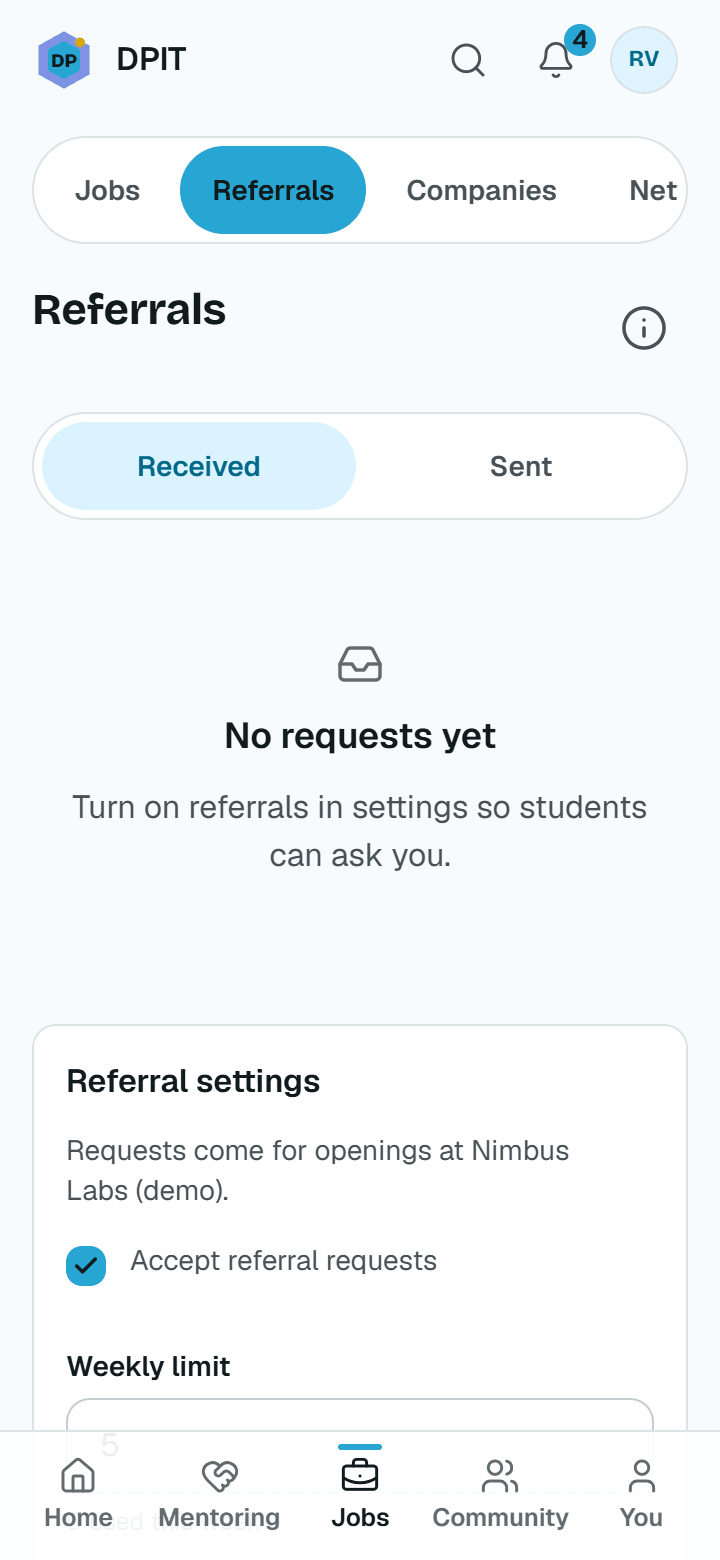 DP
DPIT
4
RV
Jobs
Referrals
Companies
Net
Referrals
Received
Sent
No requests yet
Turn on referrals in settings so students
can ask you.
Referral settings
Requests come for openings at Nimbus
Labs (demo).
Accept referral requests
Weekly limit
5
Home
Mentoring
Jobs
Community
You